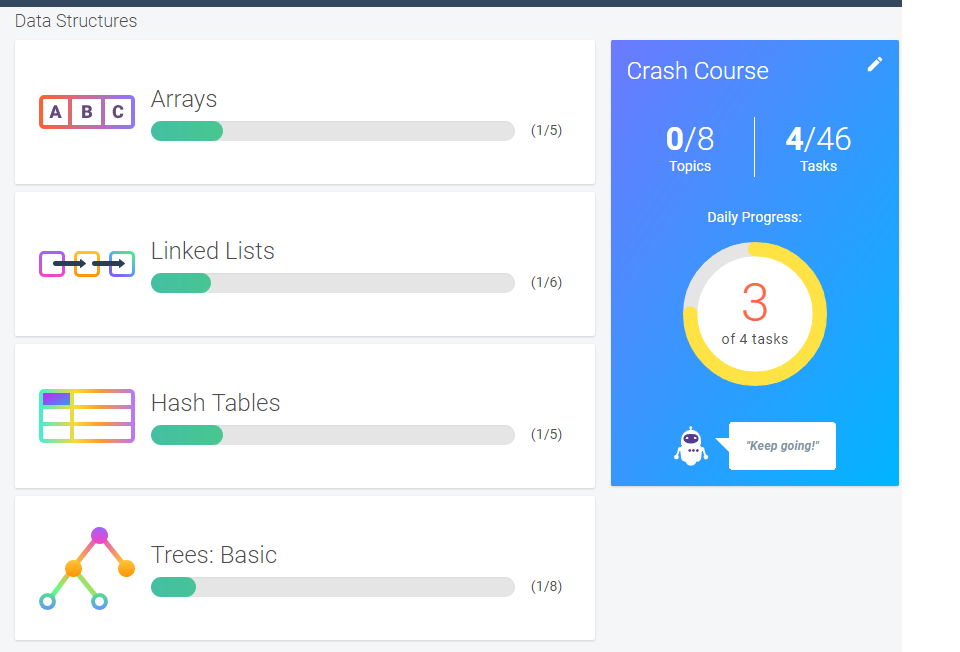 Data Structures
A B C
Arrays
(1/5)
Linked Lists
(1/6)
Hash Tables
(1/5)
Trees: Basic
(1/8)
Crash Course
0/8
Topics
4/46
Tasks
Daily Progress:
3
of 4 tasks
"Keep going!"